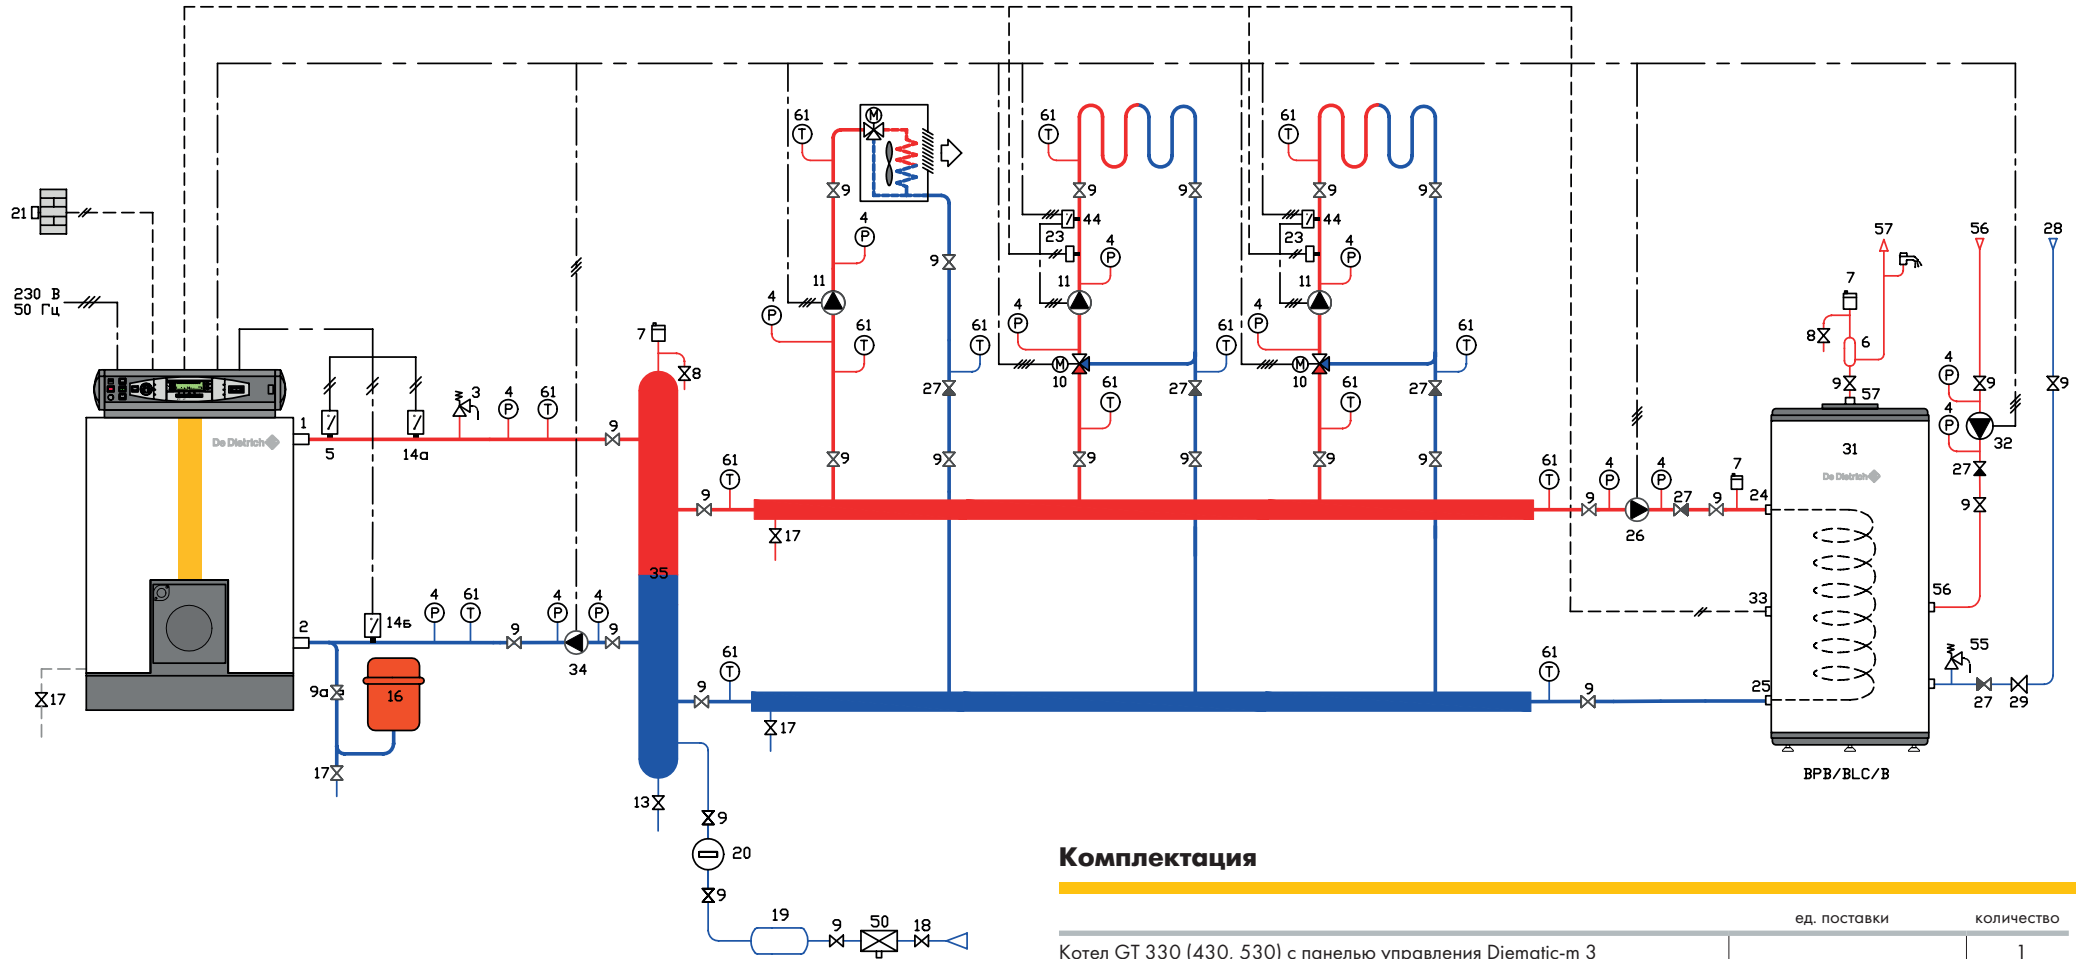 61
M
61
61
T
T
T
9
9
9
9
9
9
4
P
44
44
21
23
23
4
P
4
P
57
56
28
9
11
11
11
230 В
50 Гц
4
P
4
P
4
P
7
7
61
T
61
T
61
T
61
T
8
6
8
27
M
10
27
M
10
27
9
57
4
P
9
9
1
3
4
P
61
T
9
61
T
61
T
4
P
De Dietrich
5
14а
9
9
9
9
9
9
31
32
De Dietrich
27
61
T
61
T
4
P
4
P
7
9
9
27
9
24
9
17
26
35
2
14б
4
P
61
T
9
4
P
4
P
9
34
33
56
61
T
61
T
55
17
9а
16
9
9
25
27
29
17
17
13
BPB/BLC/B
9
20
9
19
9
50
18
Комплектация
ед. поставки
количество
Котел GT 330 (430, 530) с панелью управления Diematic-m 3
1